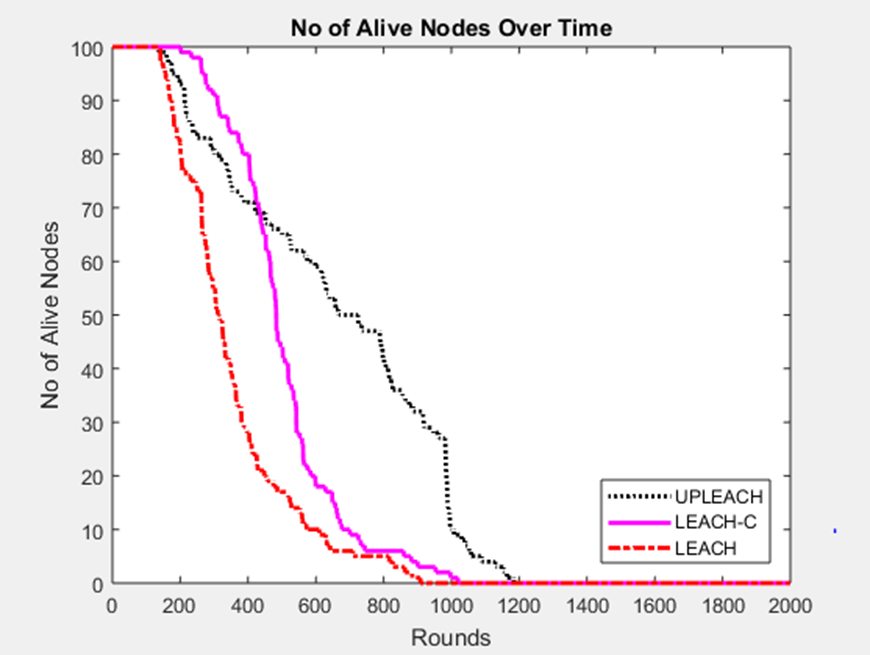 No of Alive Nodes Over Time
No of Alive Nodes
100
90
80
70
60
50
40
30
20
10
0
UPLEACH
LEACH-C
LEACH
0 200 400 600 800 1000 1200 1400 1600 1800 2000
Rounds